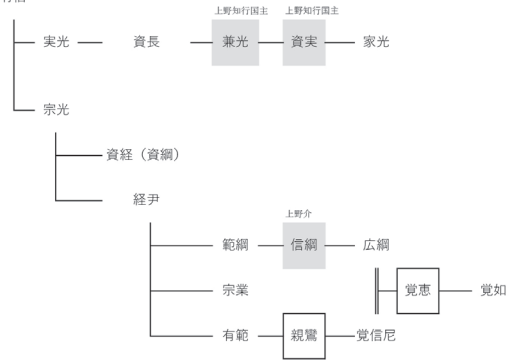 上野知行国主 上野知行国主
実光 資長 兼光 資実 家光
宗光
資経（資綱）
経尹
上野介
範綱 信綱 広綱
宗業 覚恵 覚如
有範 親鸞 覚信尼